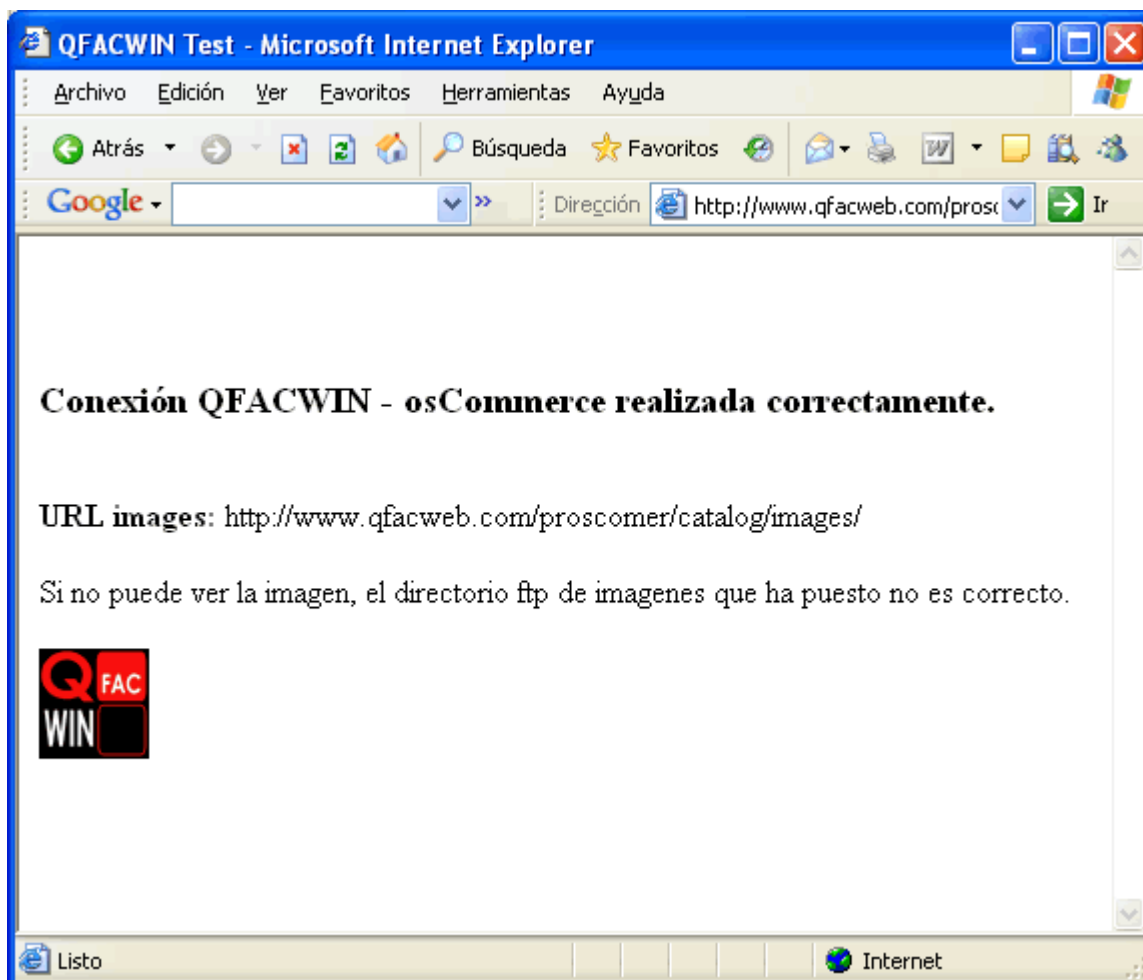 QFACWIN Test - Microsoft Internet Explorer
Archivo Edición Ver Favoritos Herramientas Ayuda
Atrás Búsqueda Favoritos W
Google Dirección http://www.qfacweb.com/prosc Ir
Conexión QFACWIN - osCommerce realizada correctamente.
URL images: http://www.qfacweb.com/proscomer/catalog/images/
Si no puede ver la imagen, el directorio ftp de imagenes que ha puesto no es correcto.
Q FAC
WIN
Listo Internet